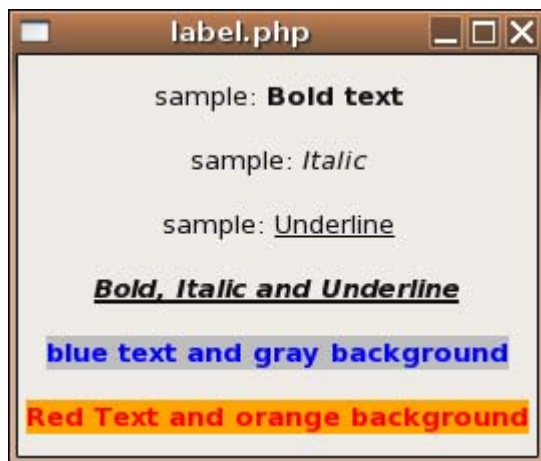 label.php
sample: Bold text
sample: Italic
sample: Underline
Bold, Italic and Underline
blue text and gray background
Red Text and orange background